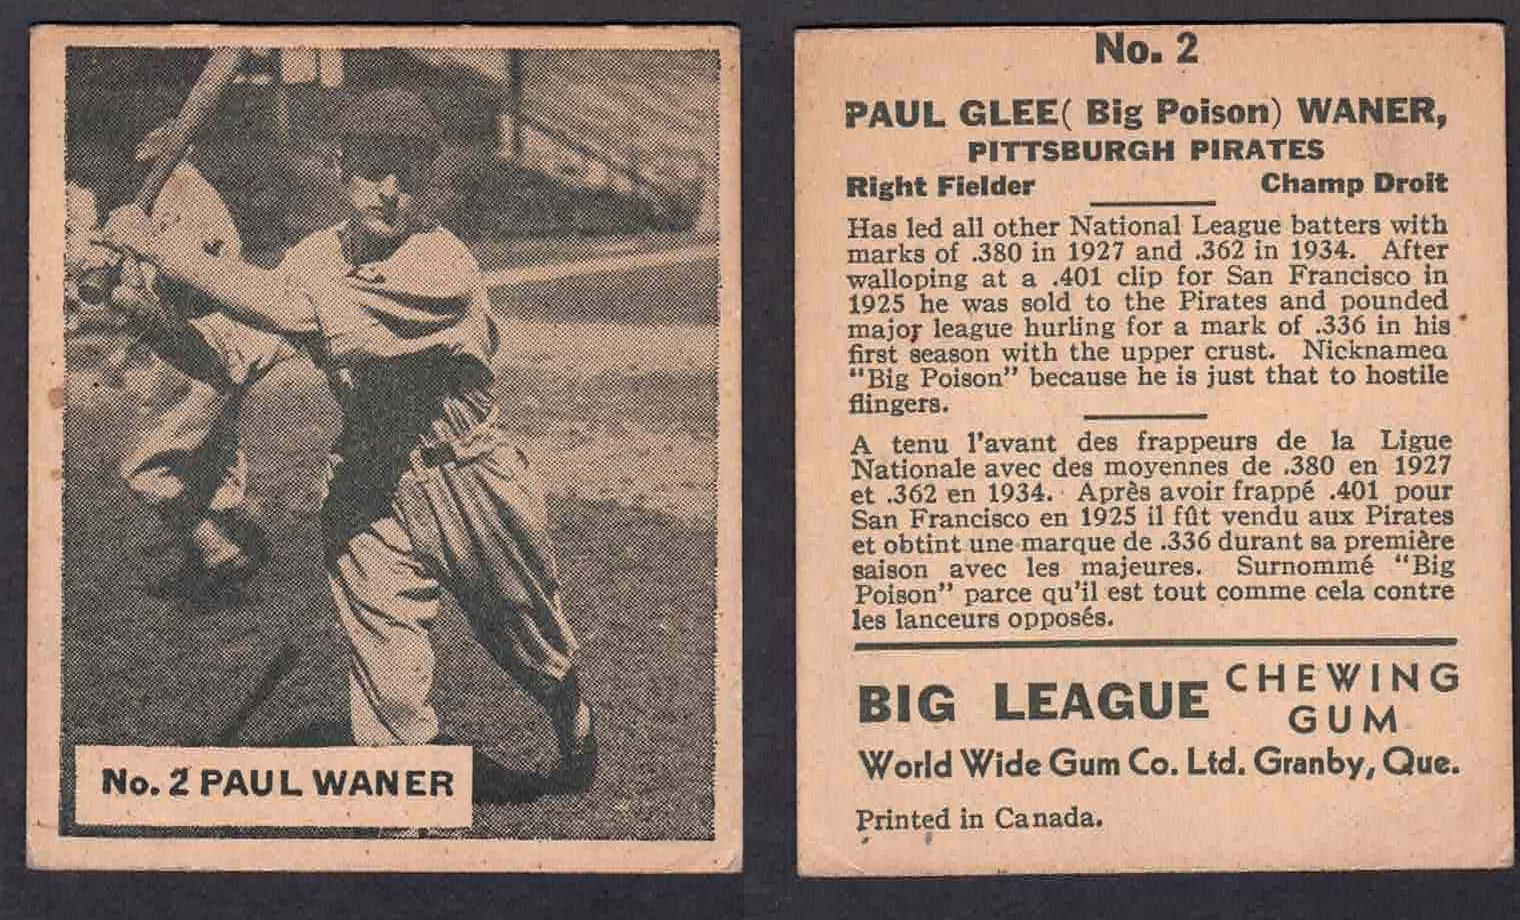 No. 2 PAUL WANER
No. 2
PAUL GLEE( Big Poison) WANER,
PITTSBURGH PIRATES
Right Fielder Champ Droit
Has led all other National League batters with
marks of .380 in 1927 and .362 in 1934. After
walloping at a .401 clip for San Francisco in
1925 he was sold to the Pirates and pounded
major league hurling for a mark of .336 in his
first season with the upper crust. Nicknamed
"Big Poison" because he is just that to hostile
flingers.
A tenu l'avant des frappeurs de la Ligue
Nationale avec des moyennes de .380 en 1927
et .362 en 1934. Après avoir frappé .401 pour
San Francisco en 1925 il fût vendu aux Pirates
et obtint une marque de .336 durant sa première
saison avec les majeures. Surnommé "Big
Poison" parce qu'il est tout comme cela contre
les lanceurs opposés.
BIG LEAGUE CHEWING
GUM
World Wide Gum Co. Ltd. Granby, Que.
Printed in Canada.